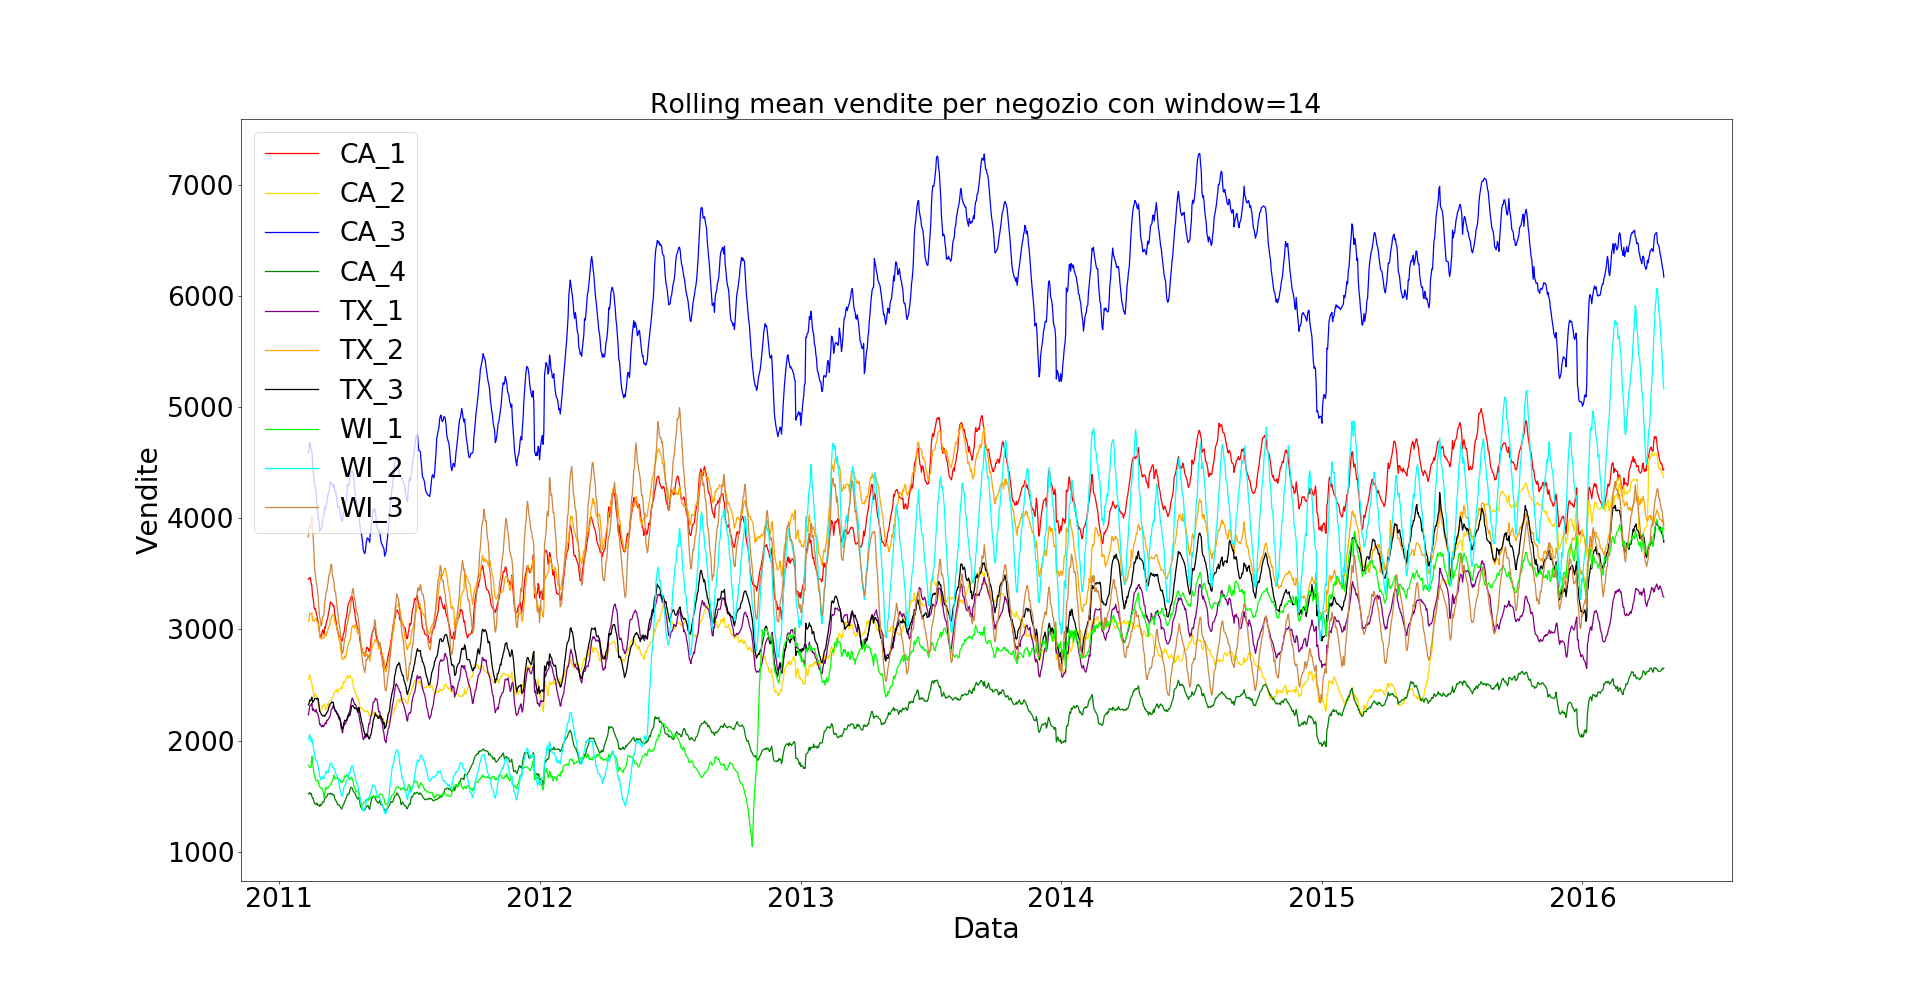 Rolling mean vendite per negozio con window=14
CA_1
CA_2
CA_3
CA_4
TX_1
TX_2
TX_3
WI_1
WI_2
WI_3
7000
6000
5000
4000
3000
2000
1000
Vendite
2011 2012 2013 2014 2015 2016
Data